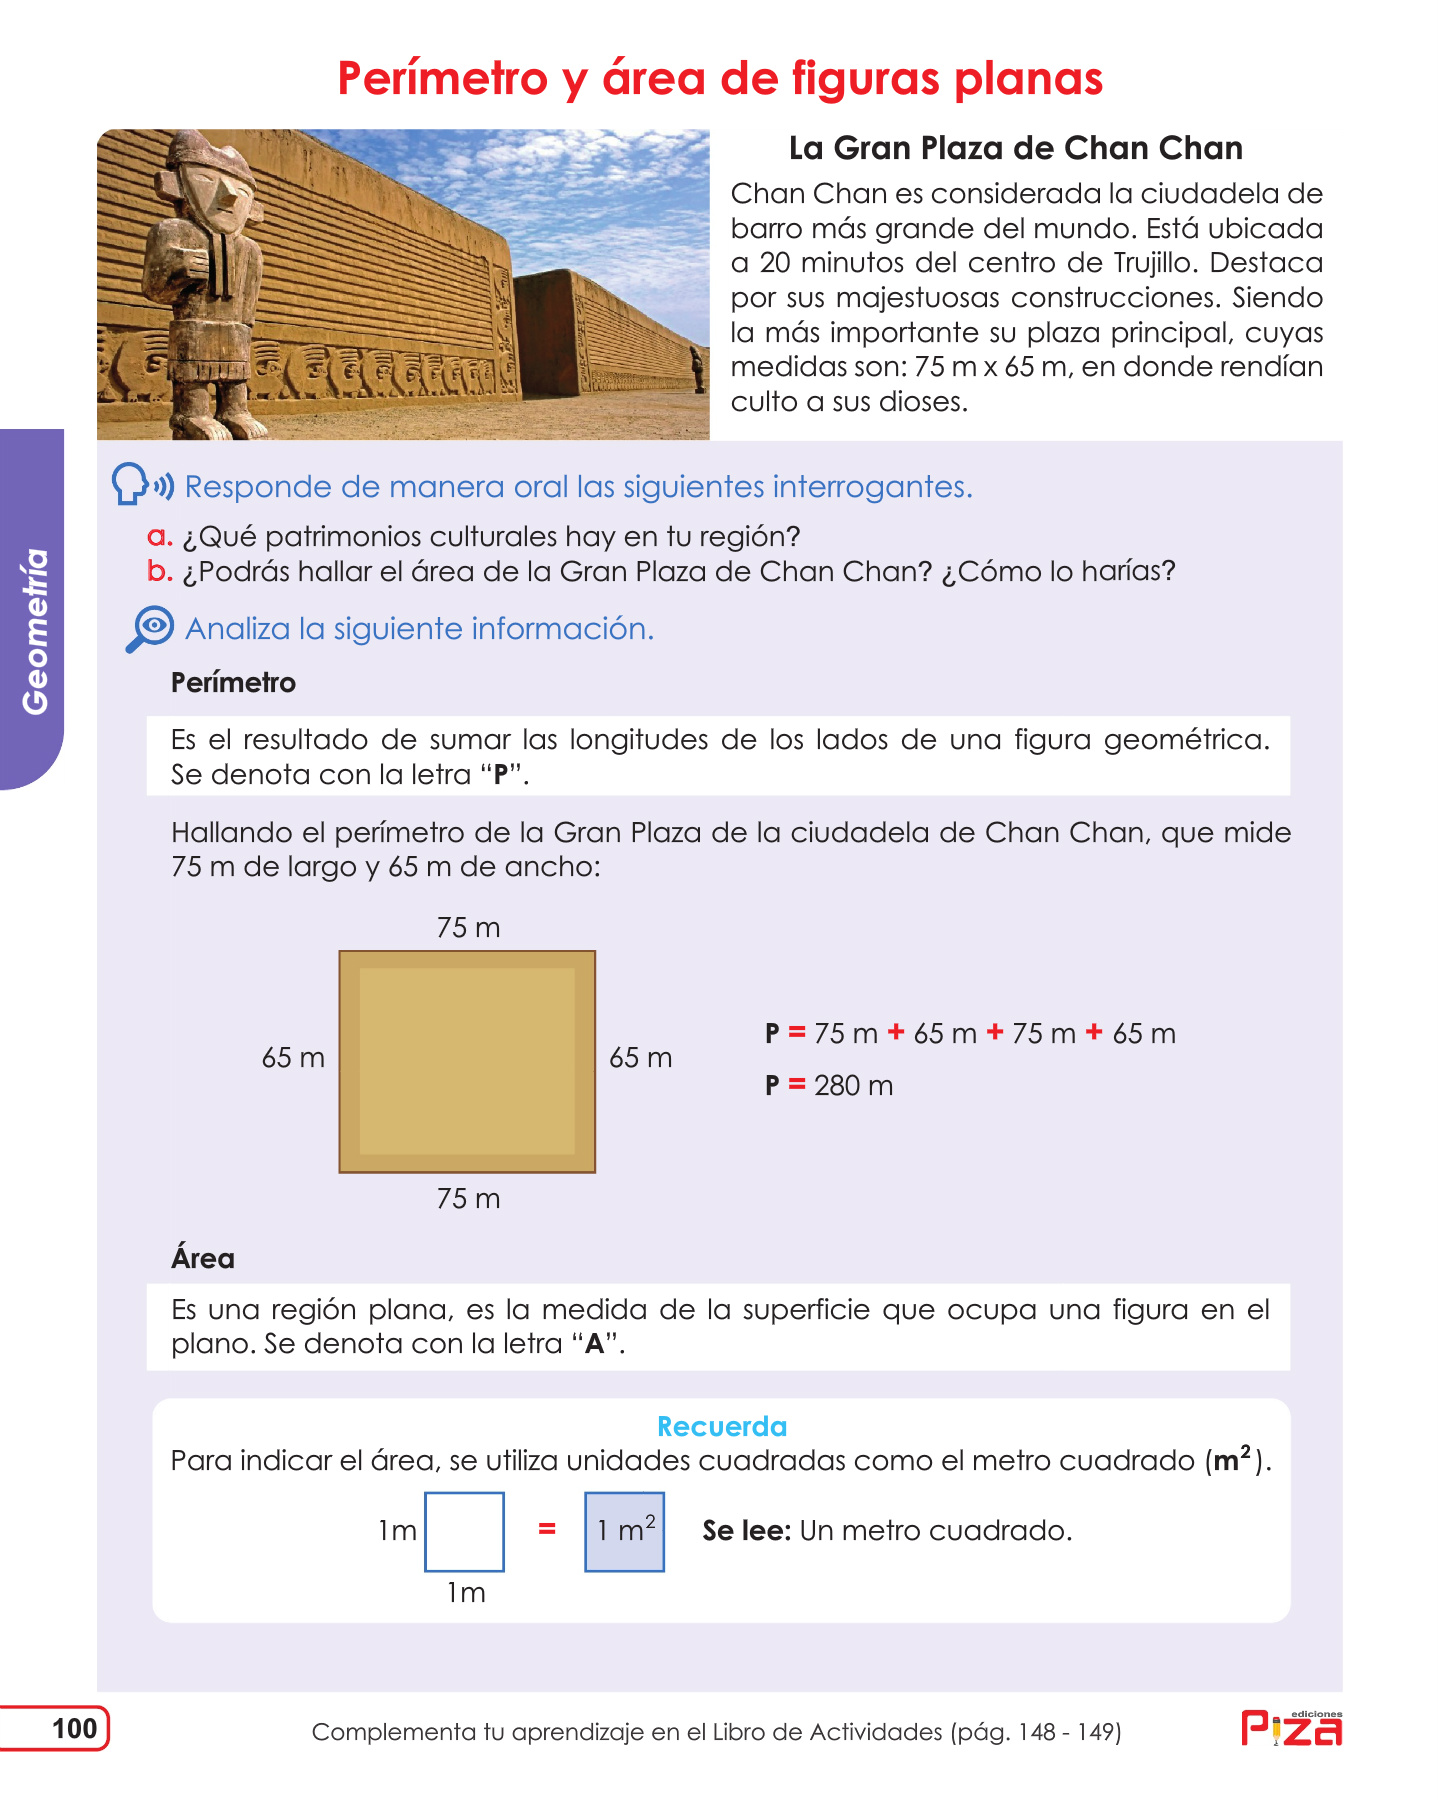 Perímetro y área de figuras planas
La Gran Plaza de Chan Chan
Chan Chan es considerada la ciudadela de
barro más grande del mundo. Está ubicada
a 20 minutos del centro de Trujillo. Destaca
por sus majestuosas construcciones. Siendo
la más importante su plaza principal, cuyas
medidas son: 75 m x 65 m, en donde rendían
culto a sus dioses.
Geometría
Responde de manera oral las siguientes interrogantes.
a. ¿Qué patrimonios culturales hay en tu región?
b. ¿Podrás hallar el área de la Gran Plaza de Chan Chan? ¿Cómo lo harías?
Analiza la siguiente información.
Perímetro
Es el resultado de sumar las longitudes de los lados de una figura geométrica.
Se denota con la letra “P”.
Hallando el perímetro de la Gran Plaza de la ciudadela de Chan Chan, que mide
75 m de largo y 65 m de ancho:
75 m
65 m
65 m
75 m
P = 75 m + 65 m + 75 m + 65 m
P = 280 m
Área
Es una región plana, es la medida de la superficie que ocupa una figura en el
plano. Se denota con la letra “A”.
Recuerda
Para indicar el área, se utiliza unidades cuadradas como el metro cuadrado (m²).
1m = 1 m² Se lee: Un metro cuadrado.
1m
100
Complementa tu aprendizaje en el Libro de Actividades (pág. 148 - 149)
ediciones
Piza